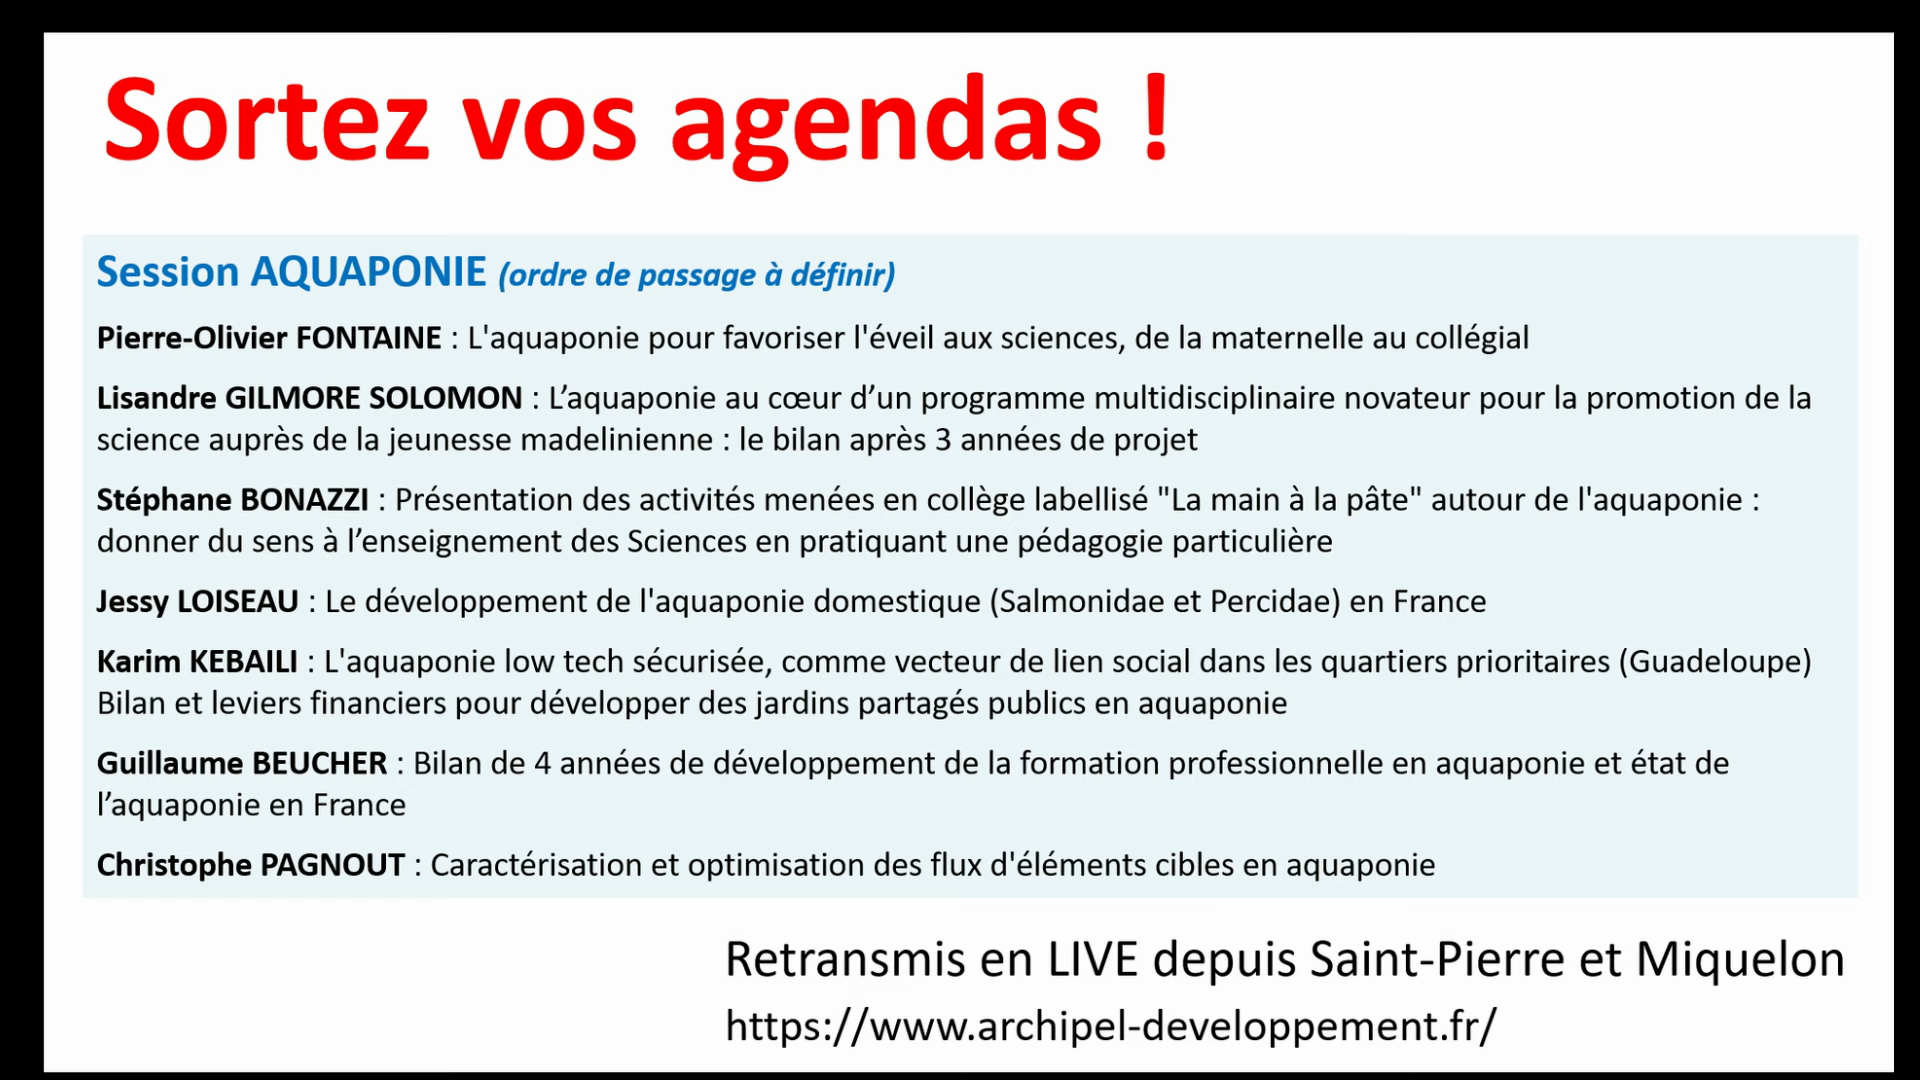 Sortez vos agendas !
Session AQUAPONIE (ordre de passage à définir)
Pierre-Olivier FONTAINE : L'aquaponie pour favoriser l'éveil aux sciences, de la maternelle au collégial
Lisandre GILMORE SOLOMON : L’aquaponie au cœur d’un programme multidisciplinaire novateur pour la promotion de la
science auprès de la jeunesse madelinienne : le bilan après 3 années de projet
Stéphane BONAZZI : Présentation des activités menées en collège labellisé "La main à la pâte" autour de l'aquaponie :
donner du sens à l’enseignement des Sciences en pratiquant une pédagogie particulière
Jessy LOISEAU : Le développement de l'aquaponie domestique (Salmonidae et Percidae) en France
Karim KEBAILI : L'aquaponie low tech sécurisée, comme vecteur de lien social dans les quartiers prioritaires (Guadeloupe)
Bilan et leviers financiers pour développer des jardins partagés publics en aquaponie
Guillaume BEUCHER : Bilan de 4 années de développement de la formation professionnelle en aquaponie et état de
l’aquaponie en France
Christophe PAGNOUT : Caractérisation et optimisation des flux d'éléments cibles en aquaponie
Retransmis en LIVE depuis Saint-Pierre et Miquelon
https://www.archipel-developpement.fr/